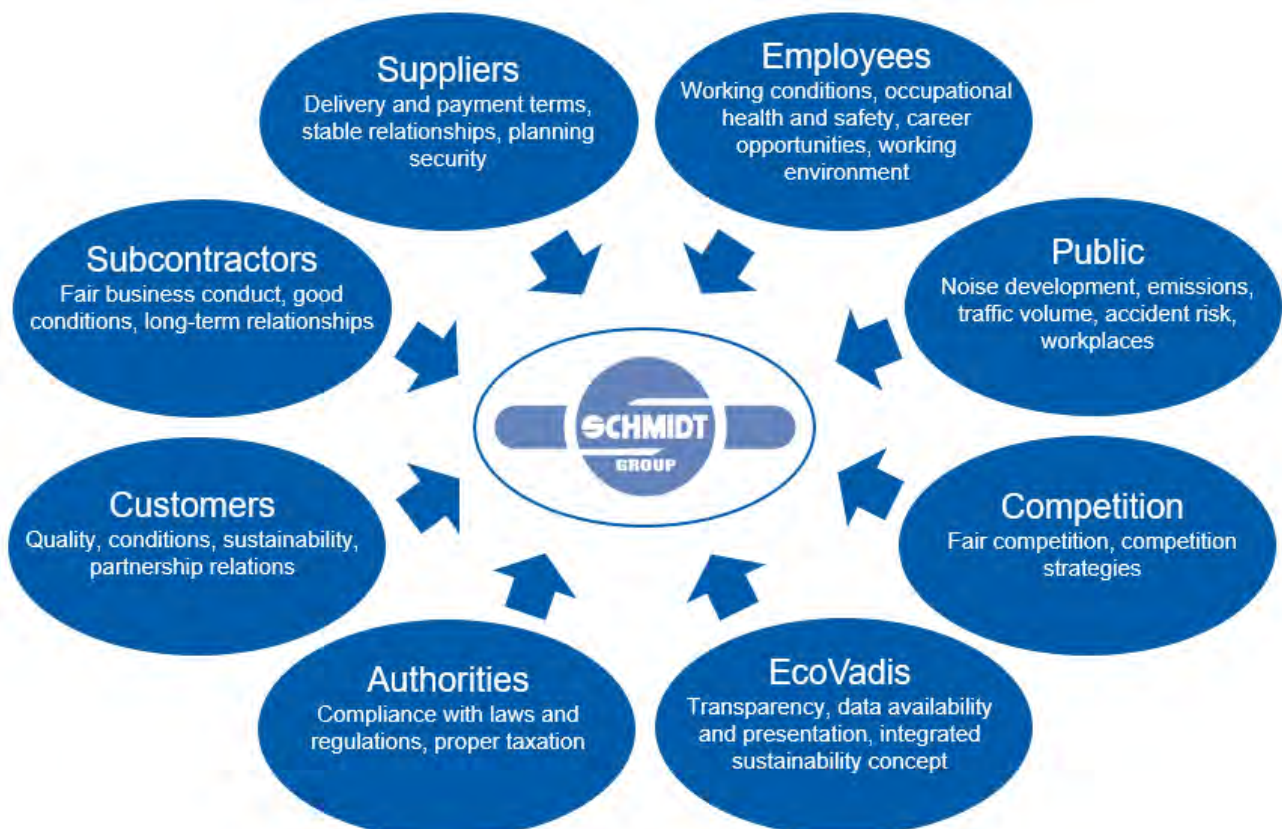 Suppliers
Delivery and payment terms,
stable relationships, planning
security
Employees
Working conditions, occupational
health and safety, career
opportunities, working
environment
Subcontractors
Fair business conduct, good
conditions, long-term relationships
Public
Noise development, emissions,
traffic volume, accident risk,
workplaces
SCHMIDT
GROUP
Customers
Quality, conditions, sustainability,
partnership relations
Competition
Fair competition, competition
strategies
Authorities
Compliance with laws and
regulations, proper taxation
EcoVadis
Transparency, data availability
and presentation, integrated
sustainability concept